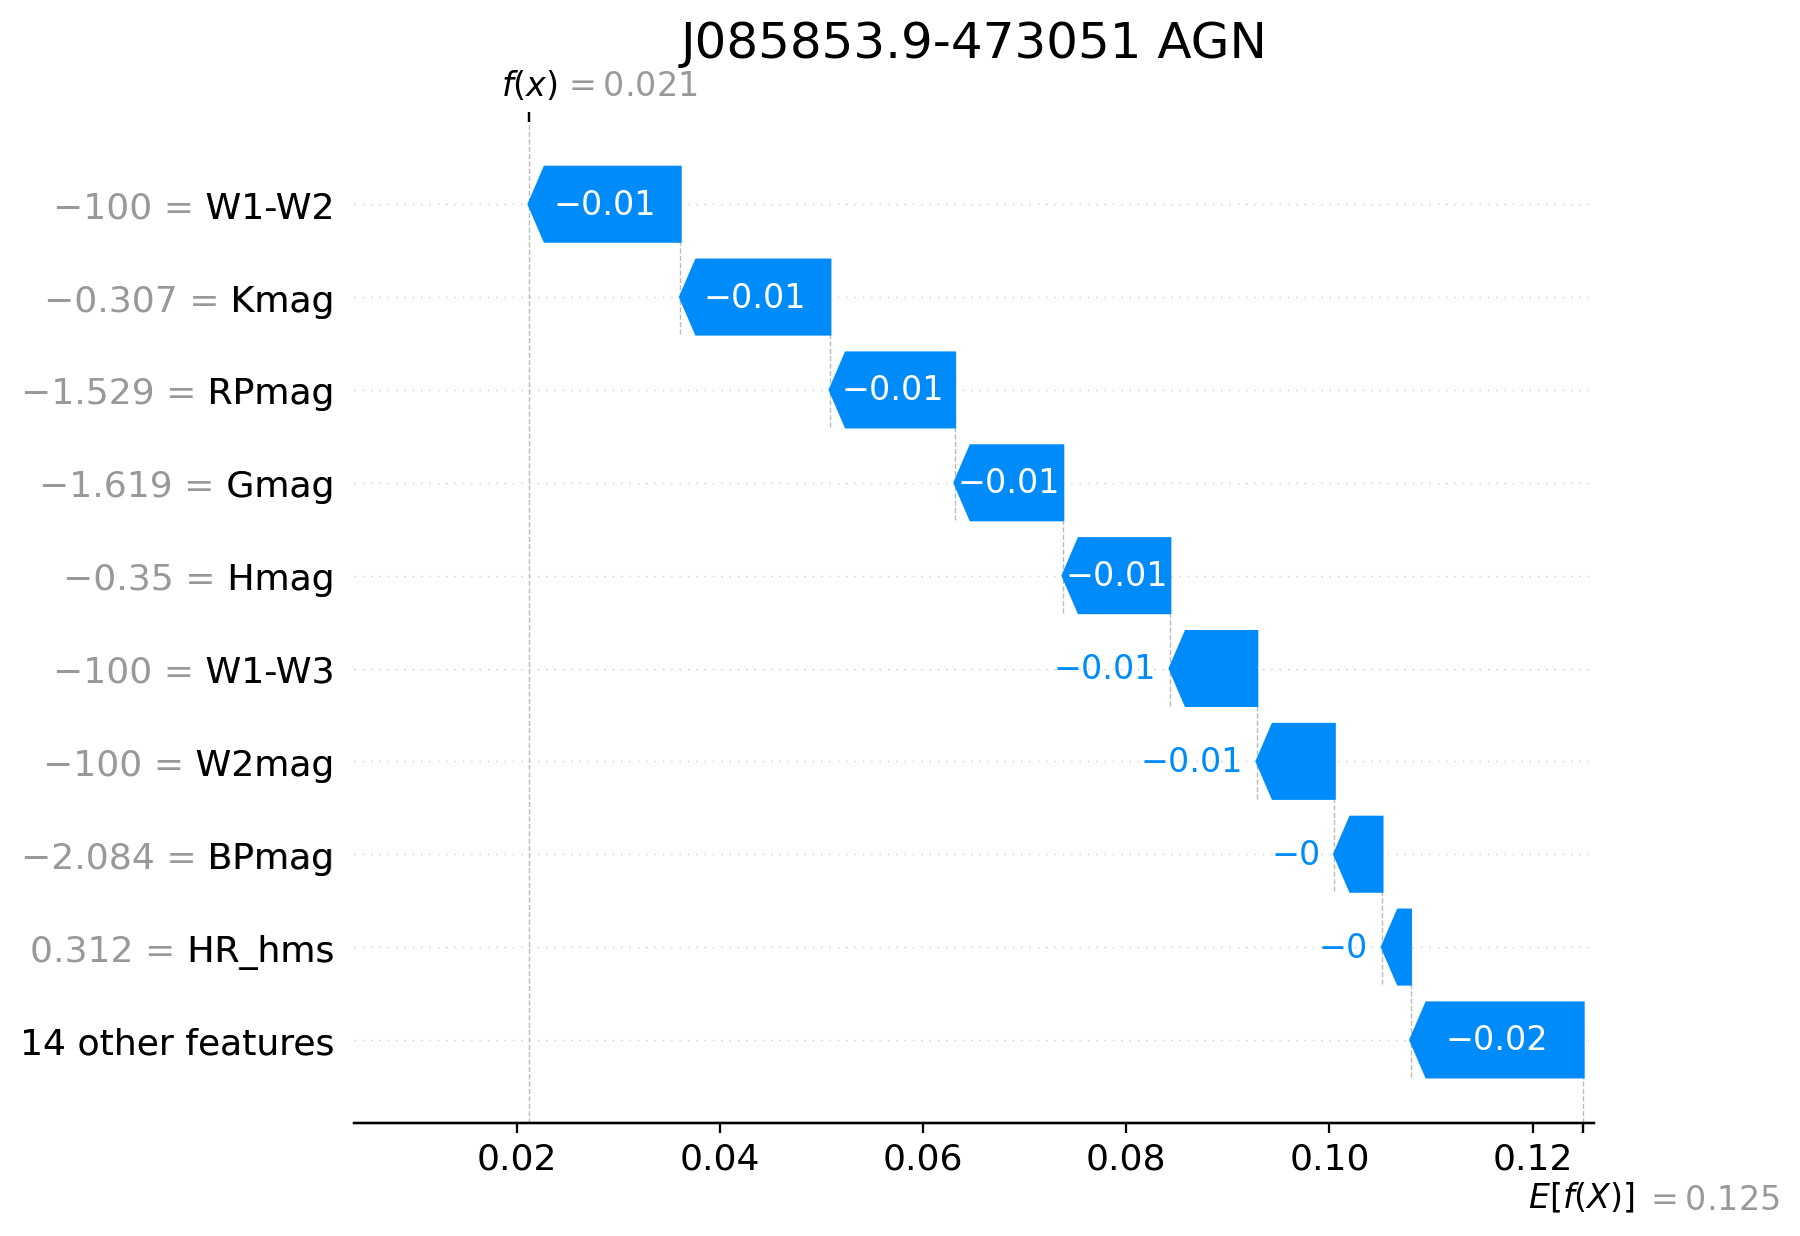 J085853.9-473051 AGN
f(x) = 0.021
−100 = W1-W2 −0.01
−0.307 = Kmag −0.01
−1.529 = RPmag −0.01
−1.619 = Gmag −0.01
−0.35 = Hmag −0.01
−100 = W1-W3 −0.01
−100 = W2mag −0.01
−2.084 = BPmag −0
0.312 = HR_hms −0
14 other features −0.02
0.02 0.04 0.06 0.08 0.10 0.12
E[f(X)] = 0.125